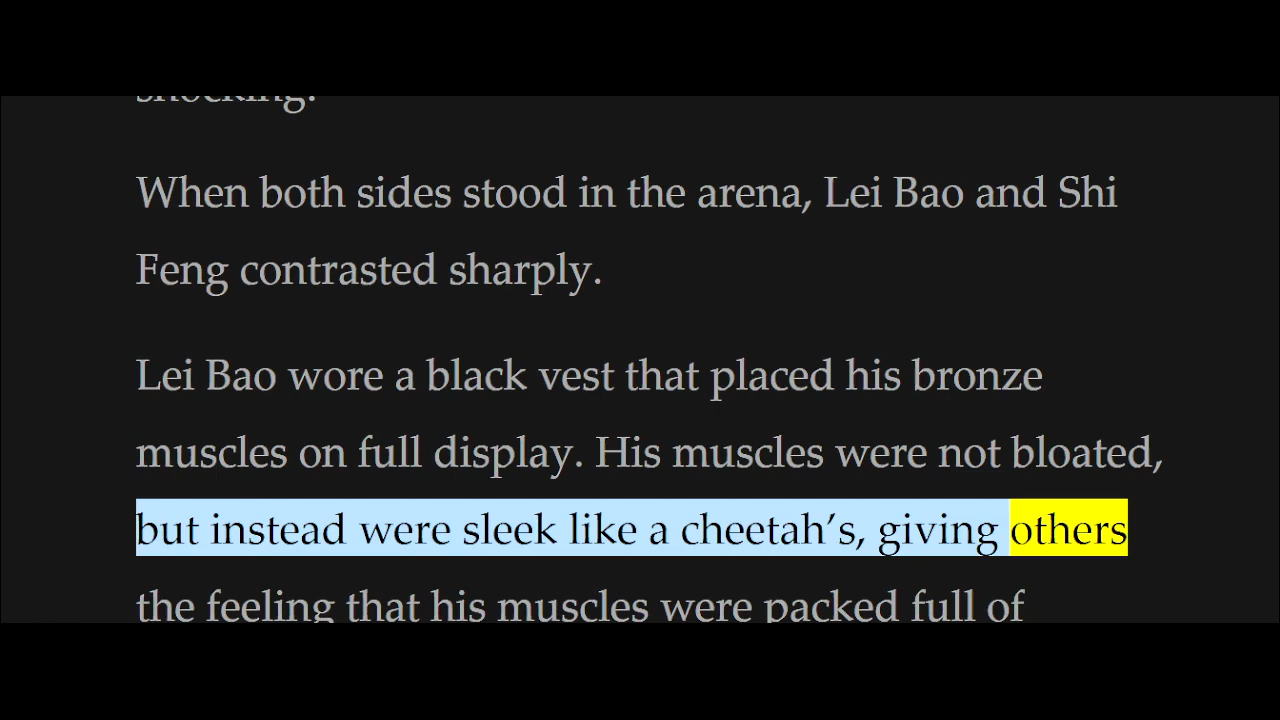 shocking.
When both sides stood in the arena, Lei Bao and Shi
Feng contrasted sharply.
Lei Bao wore a black vest that placed his bronze
muscles on full display. His muscles were not bloated,
but instead were sleek like a cheetah’s, giving others
the feeling that his muscles were packed full of